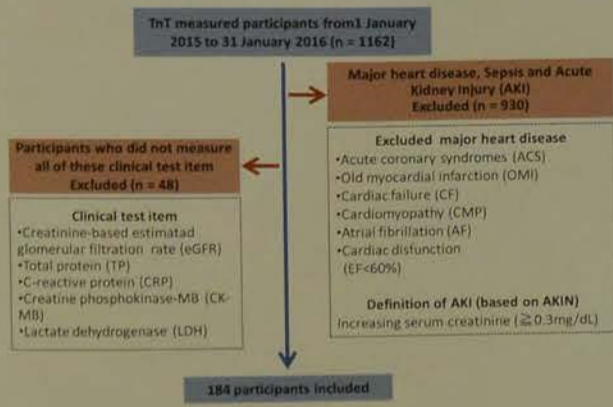 TnT measured participants from1 January
2015 to 31 January 2016 (n = 1162)
Major heart disease, Sepsis and Acute
Kidney Injury (AKI)
Excluded (n = 930)
Excluded major heart disease
•Acute coronary syndromes (ACS)
•Old myocardial infarction (OMI)
•Cardiac failure (CF)
•Cardiomyopathy (CMP)
•Atrial fibrillation (AF)
•Cardiac disfunction
(EF<60%)
Definition of AKI (based on AKIN)
Increasing serum creatinine (≧0.3mg/dL)
Participants who did not measure
all of these clinical test item
Excluded (n = 48)
Clinical test item
•Creatinine-based estimatad
glomerular filtration rate (eGFR)
•Total protein (TP)
•C-reactive protein (CRP)
•Creatine phosphokinase-MB (CK-
MB)
•Lactate dehydrogenase (LDH)
184 participants included